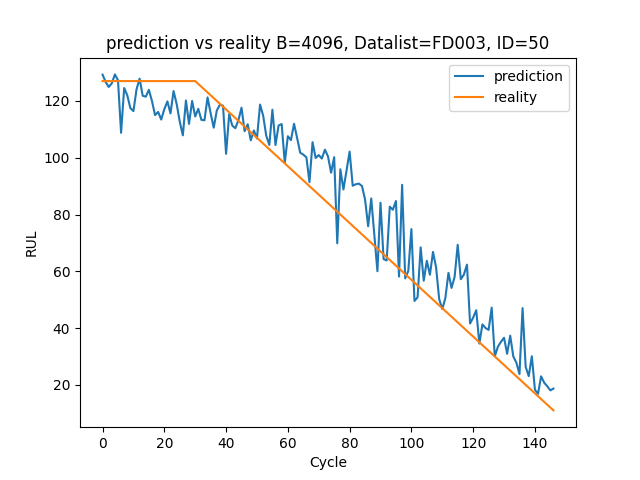 prediction vs reality B=4096, Datalist=FD003, ID=50
prediction
reality
RUL
120
100
80
60
40
20
0 20 40 60 80 100 120 140
Cycle